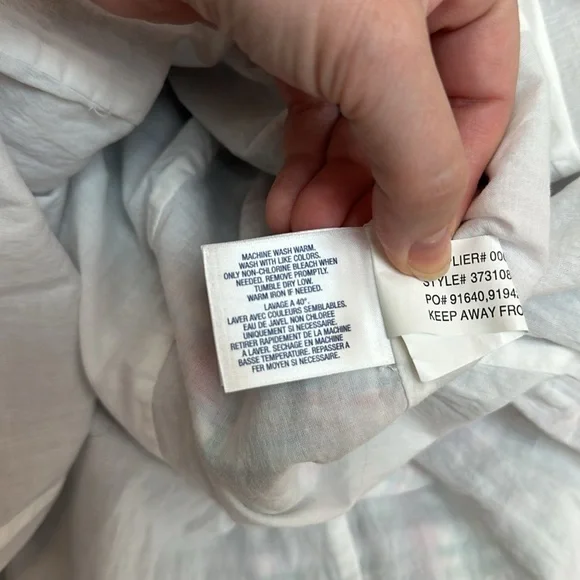 MACHINE WASH WARM.
WASH WITH LIKE COLORS.
ONLY NON-CHLORINE BLEACH WHEN
NEEDED. REMOVE PROMPTLY.
TUMBLE DRY LOW.
WARM IRON IF NEEDED.
LAVAGE A 40°.
LAVER AVEC COULEURS SEMBLABLES.
EAU DE JAVEL NON CHLOREE
UNIQUEMENT SI NECESSAIRE.
RETIRER RAPIDEMENT DE LA MACHINE
A LAVER. SECHAGE EN MACHINE A
BASSE TEMPERATURE. REPASSER A
FER MOYEN SI NECESSAIRE.
PLIER# 000
STYLE# 373108
PO# 91640,9194
KEEP AWAY FRO